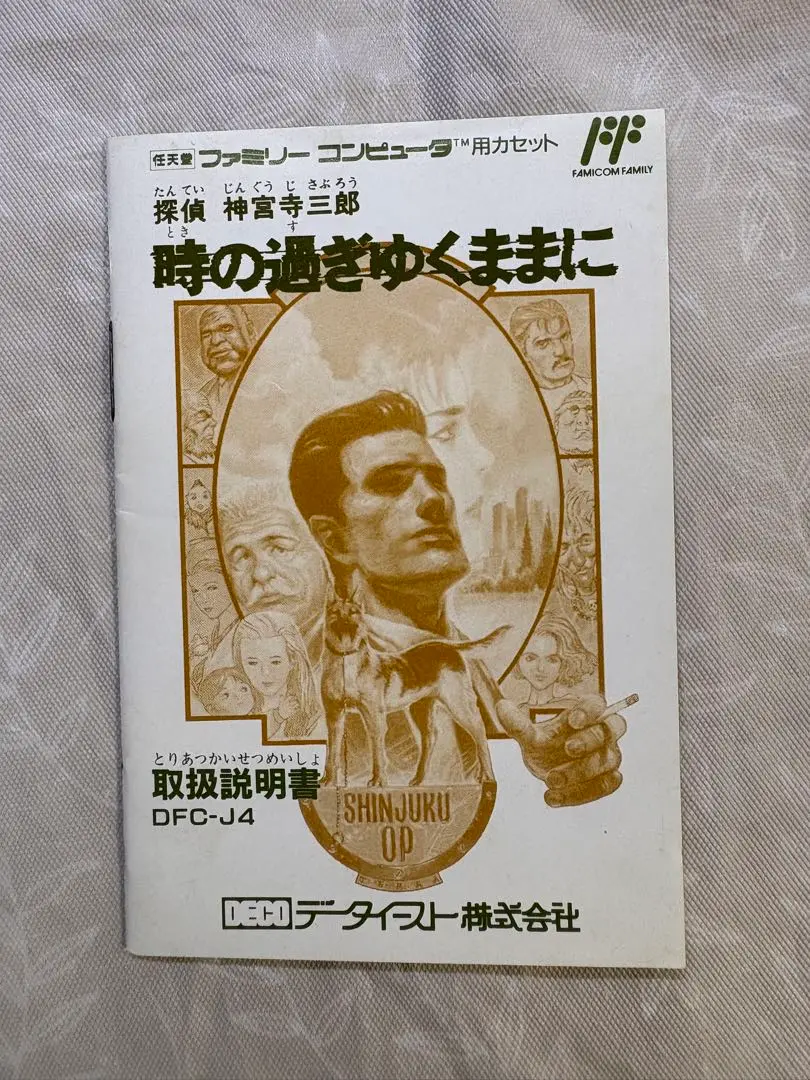 任天堂 ファミリー コンピュータ™用カセット
FAMICOM FAMILY
たんてい じんぐうじ さぶろう
探偵 神宮寺三郎
とき す
時の過ぎゆくままに
とりあつかいせつめいしょ
取扱説明書
DFC-J4
SHINJUKU
OP
DECO データイースト株式会社